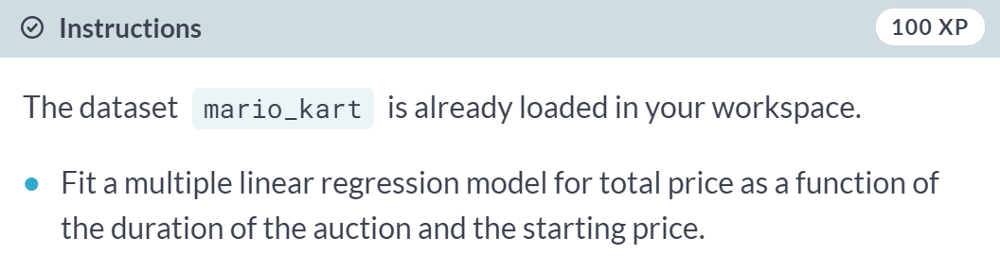 Instructions
100 XP
The dataset mario_kart is already loaded in your workspace.
Fit a multiple linear regression model for total price as a function of
the duration of the auction and the starting price.